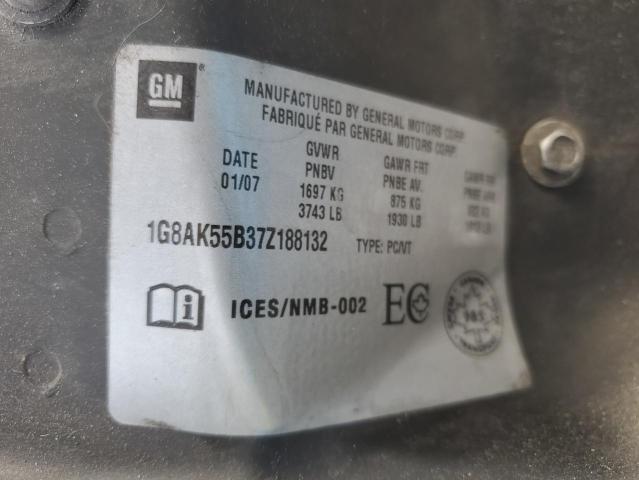 GM
MANUFACTURED BY GENERAL MOTORS CORP.
FABRIQUÉ PAR GENERAL MOTORS CORP.
DATE GVWR GAWR FRT
01/07 PNBV PNBE AV.
1697 KG 875 KG
3743 LB 1930 LB
1G8AK55B37Z188132 TYPE: PC/VT
i ICES/NMB-002 EC